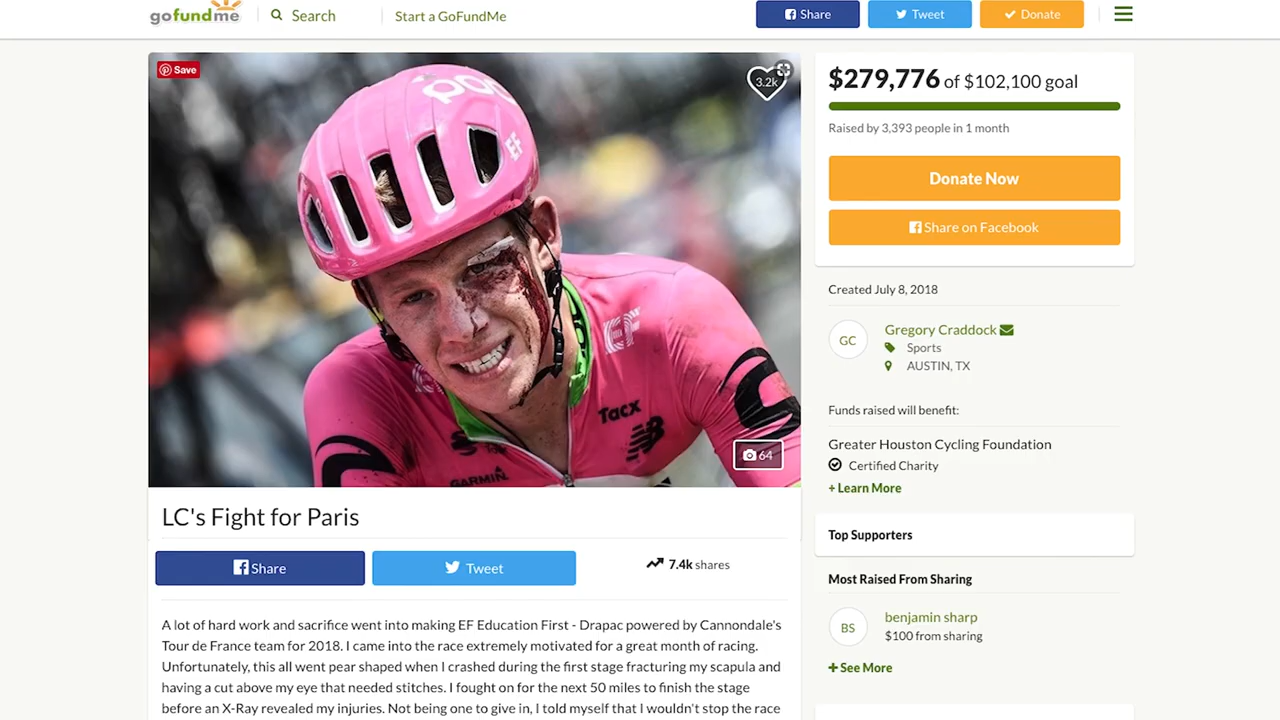 gofundme
Search
Start a GoFundMe
Share
Tweet
Donate
Save
3.2k
POC
EF
Tacx
GARMIN
64
$279,776 of $102,100 goal
Raised by 3,393 people in 1 month
Donate Now
Share on Facebook
Created July 8, 2018
GC
Gregory Craddock
Sports
AUSTIN, TX
Funds raised will benefit:
Greater Houston Cycling Foundation
Certified Charity
+ Learn More
Top Supporters
Most Raised From Sharing
BS
benjamin sharp
$100 from sharing
+ See More
LC's Fight for Paris
Share
Tweet
7.4k shares
A lot of hard work and sacrifice went into making EF Education First - Drapac powered by Cannondale's
Tour de France team for 2018. I came into the race extremely motivated for a great month of racing.
Unfortunately, this all went pear shaped when I crashed during the first stage fracturing my scapula and
having a cut above my eye that needed stitches. I fought on for the next 50 miles to finish the stage
before an X-Ray revealed my injuries. Not being one to give in, I told myself that I wouldn't stop the race